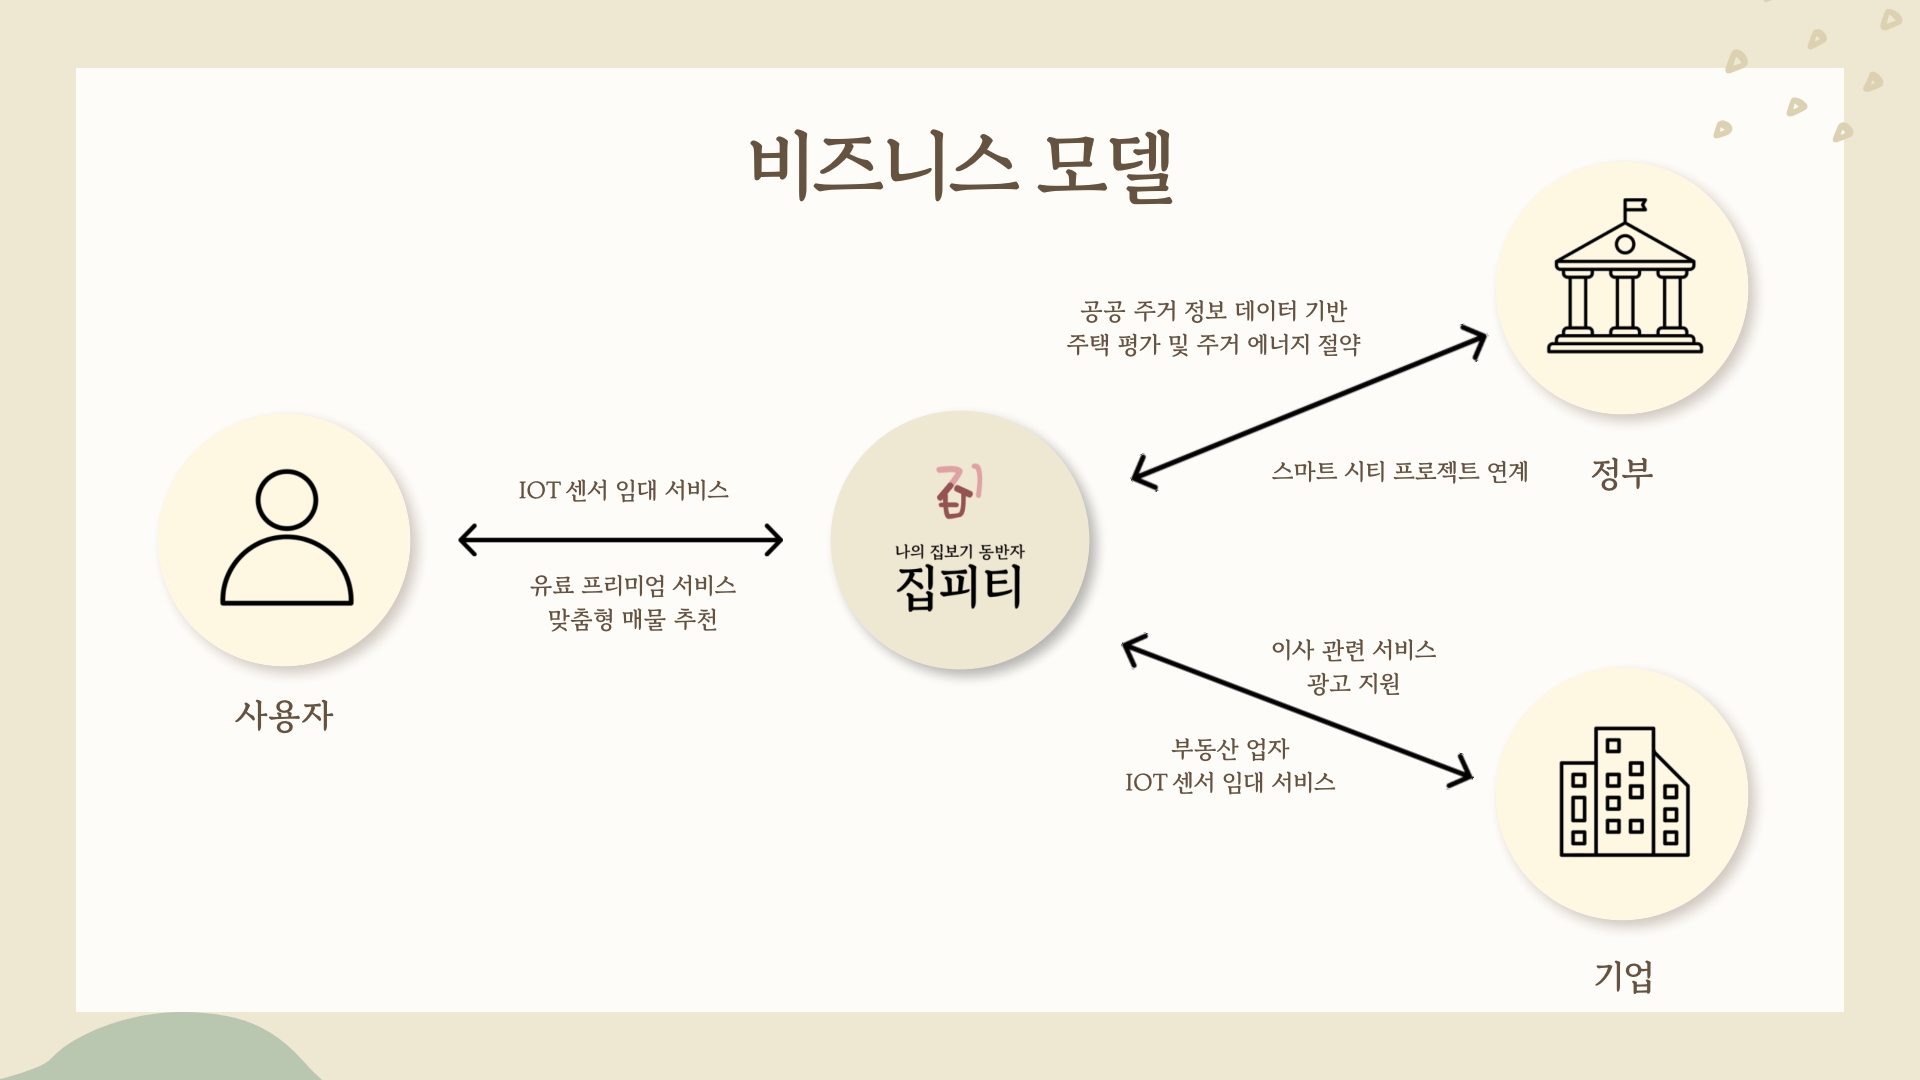 비즈니스 모델
공공 주거 정보 데이터 기반
주택 평가 및 주거 에너지 절약
스마트 시티 프로젝트 연계
정부
IOT 센서 임대 서비스
유료 프리미엄 서비스
맞춤형 매물 추천
사용자
집
나의 집보기 동반자
집피티
이사 관련 서비스
광고 지원
부동산 업자
IOT 센서 임대 서비스
기업